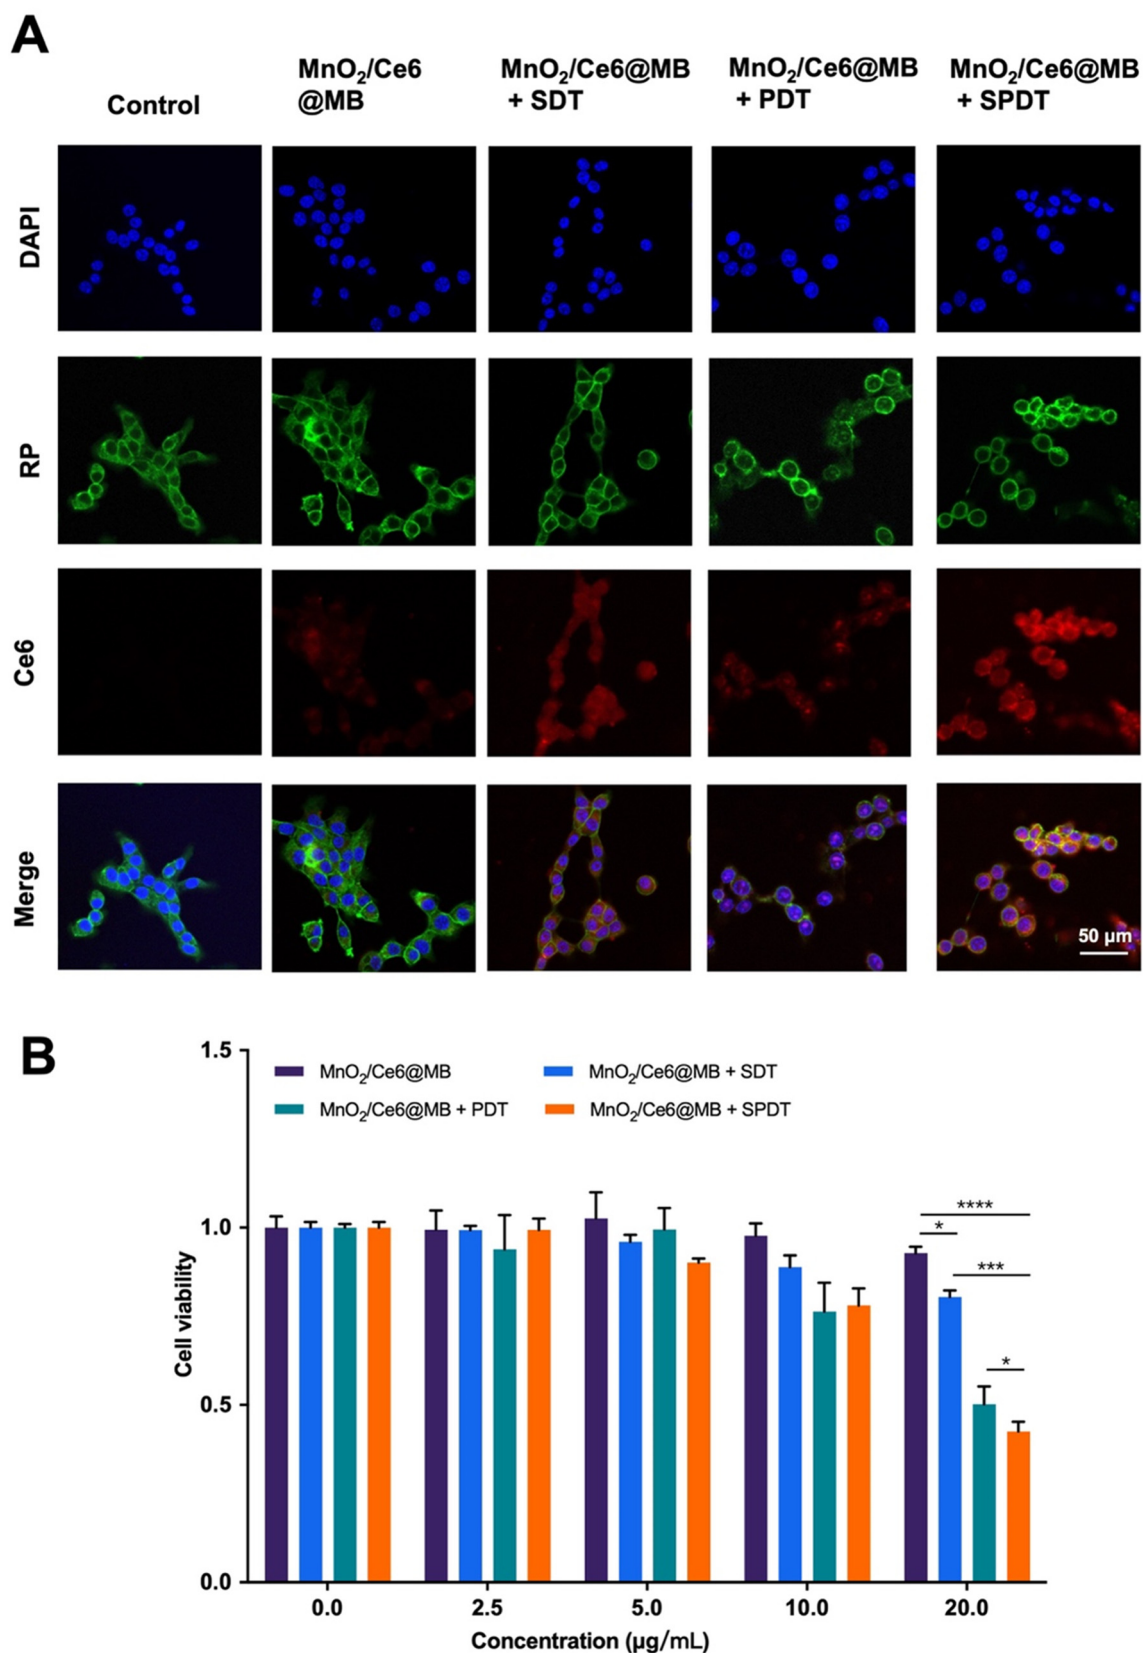 A
Control
MnO₂/Ce6
@MB
MnO₂/Ce6@MB
+ SDT
MnO₂/Ce6@MB
+ PDT
MnO₂/Ce6@MB
+ SPDT
DAPI
RP
Ce6
Merge
50 µm
B
MnO₂/Ce6@MB
MnO₂/Ce6@MB + SDT
MnO₂/Ce6@MB + PDT
MnO₂/Ce6@MB + SPDT
Cell viability
1.5
1.0
0.5
0.0
****
*
***
*
0.0
2.5
5.0
10.0
20.0
Concentration (µg/mL)